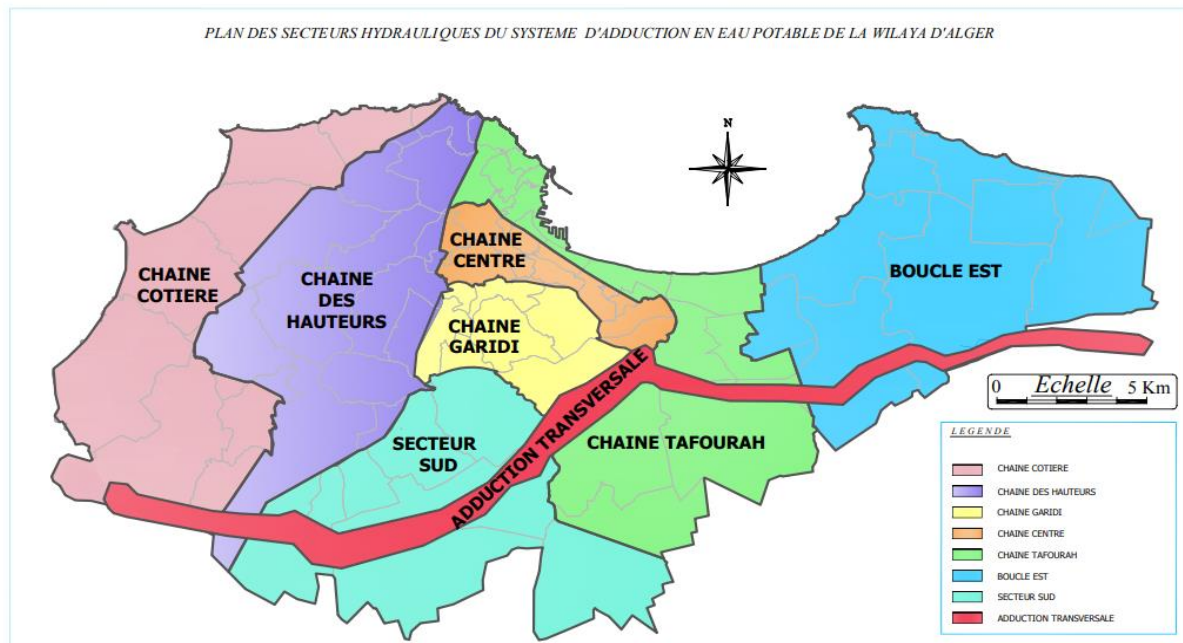 PLAN DES SECTEURS HYDRAULIQUES DU SYSTEME D'ADDUCTION EN EAU POTABLE DE LA WILAYA D'ALGER
N
CHAINE
COTIERE
CHAINE
DES
HAUTEURS
CHAINE
CENTRE
CHAINE
GARIDI
BOUCLE EST
SECTEUR
SUD
ADDUCTION TRANSVERSALE
CHAINE TAFOURAH
0 Echelle 5 Km
LEGENDE
CHAINE COTIERE
CHAINE DES HAUTEURS
CHAINE GARIDI
CHAINE CENTRE
CHAINE TAFOURAH
BOUCLE EST
SECTEUR SUD
ADDUCTION TRANSVERSALE